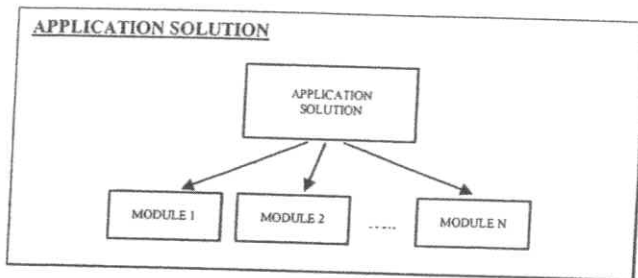 APPLICATION SOLUTION
APPLICATION
SOLUTION
MODULE 1
MODULE 2
.....
MODULE N